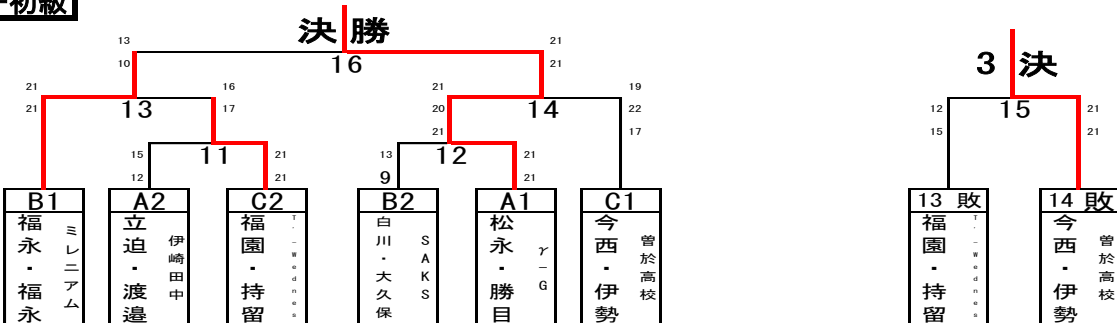 初級
決勝
3 決
13
21
16
10
21
16
21
19
21
13
17
20
14
22
12
15
21
21
21
17
15
21
15
11
21
13
12
21
12
21
9
21
B1
A2
C2
B2
A1
C1
13 敗
14 敗
福永・福永
ミレニアム
立迫・渡邉
伊崎田中
福園・持留
T.-Wednes
白川・大久保
SAKS
松永・勝目
γ-G
今西・伊勢
曽於高校
福園・持留
T.-Wednes
今西・伊勢
曽於高校